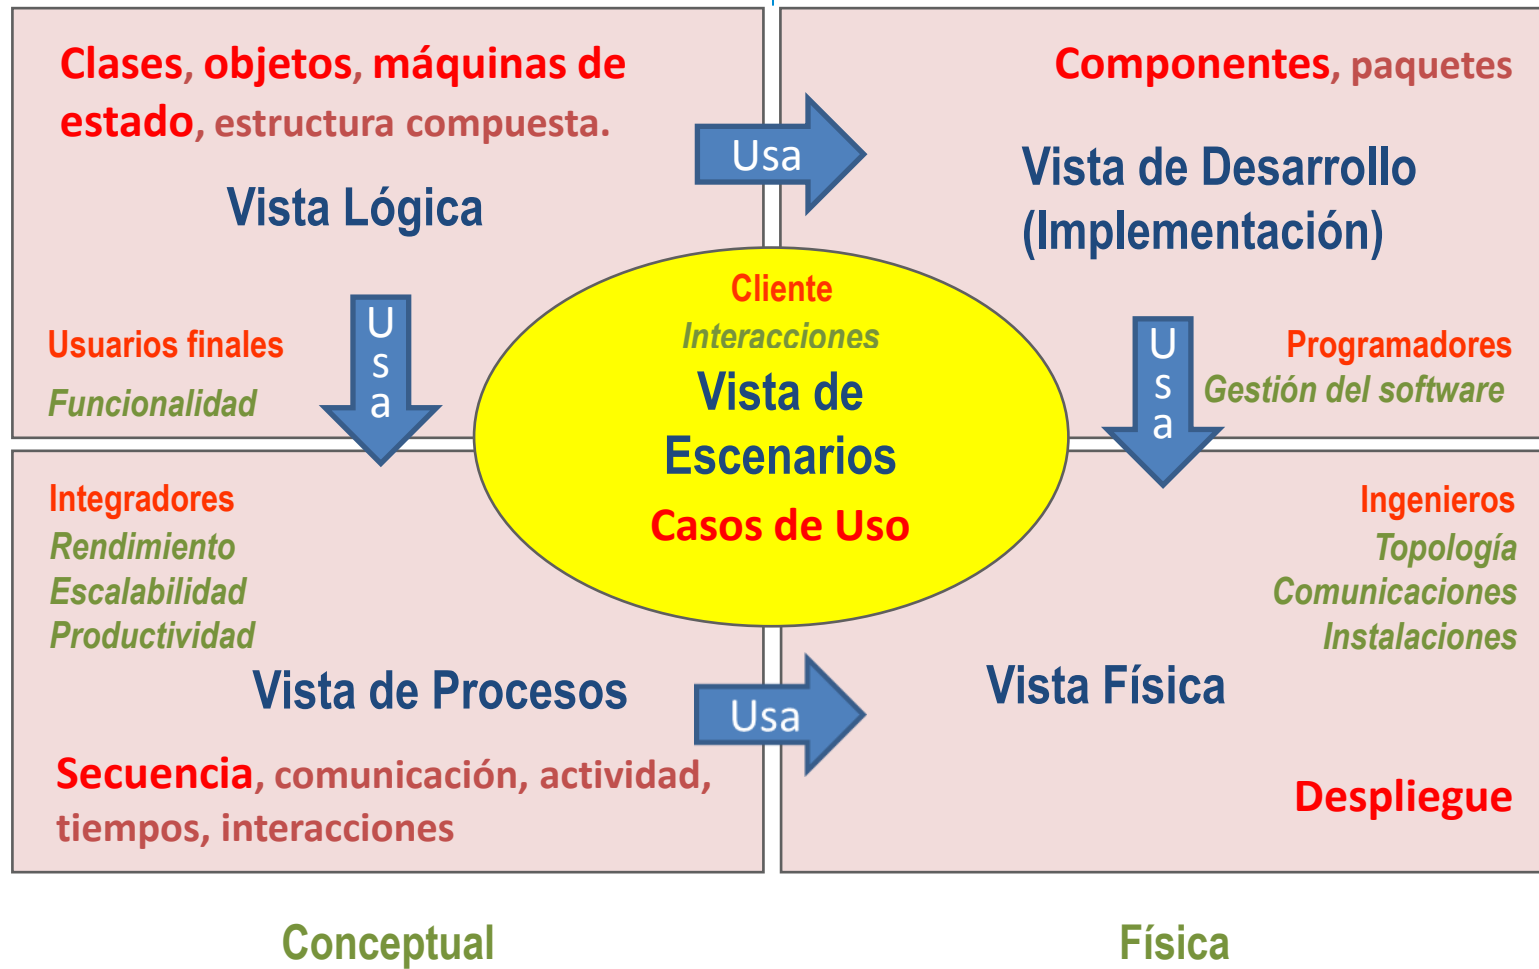 Clases, objetos, máquinas de
estado, estructura compuesta.
Vista Lógica
Usuarios finales
Funcionalidad
Usa
Usa
Componentes, paquetes
Vista de Desarrollo
(Implementación)
Programadores
Gestión del software
Usa
Cliente
Interacciones
Vista de
Escenarios
Casos de Uso
Integradores
Rendimiento
Escalabilidad
Productividad
Vista de Procesos
Secuencia, comunicación, actividad,
tiempos, interacciones
Usa
Ingenieros
Topología
Comunicaciones
Instalaciones
Vista Física
Despliegue
Conceptual
Física